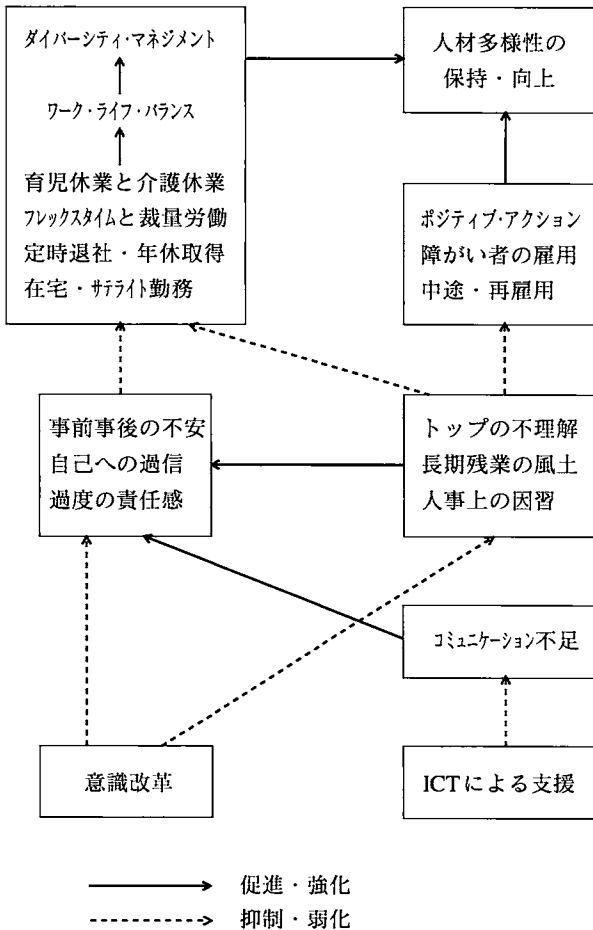 ダイバーシティ・マネジメント
ワーク・ライフ・バランス
育児休業と介護休業
フレックスタイムと裁量労働
定時退社・年休取得
在宅・サテライト勤務
人材多様性の
保持・向上
ポジティブ・アクション
障がい者の雇用
中途・再雇用
事前事後の不安
自己への過信
過度の責任感
トップの不理解
長期残業の風土
人事上の因習
コミュニケーション不足
意識改革
ICTによる支援
促進・強化
抑制・弱化